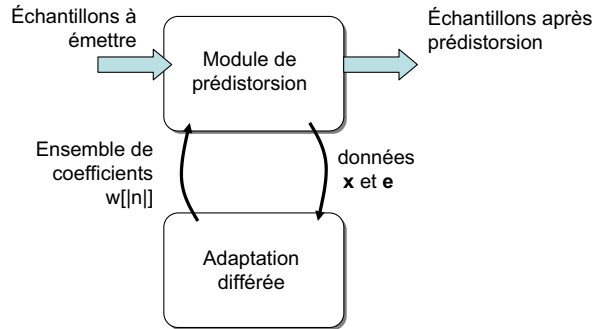 Échantillons à
émettre
Module de
prédistorsion
Échantillons après
prédistorsion
Ensemble de
coefficients
w[|n|]
données
x et e
Adaptation
différée